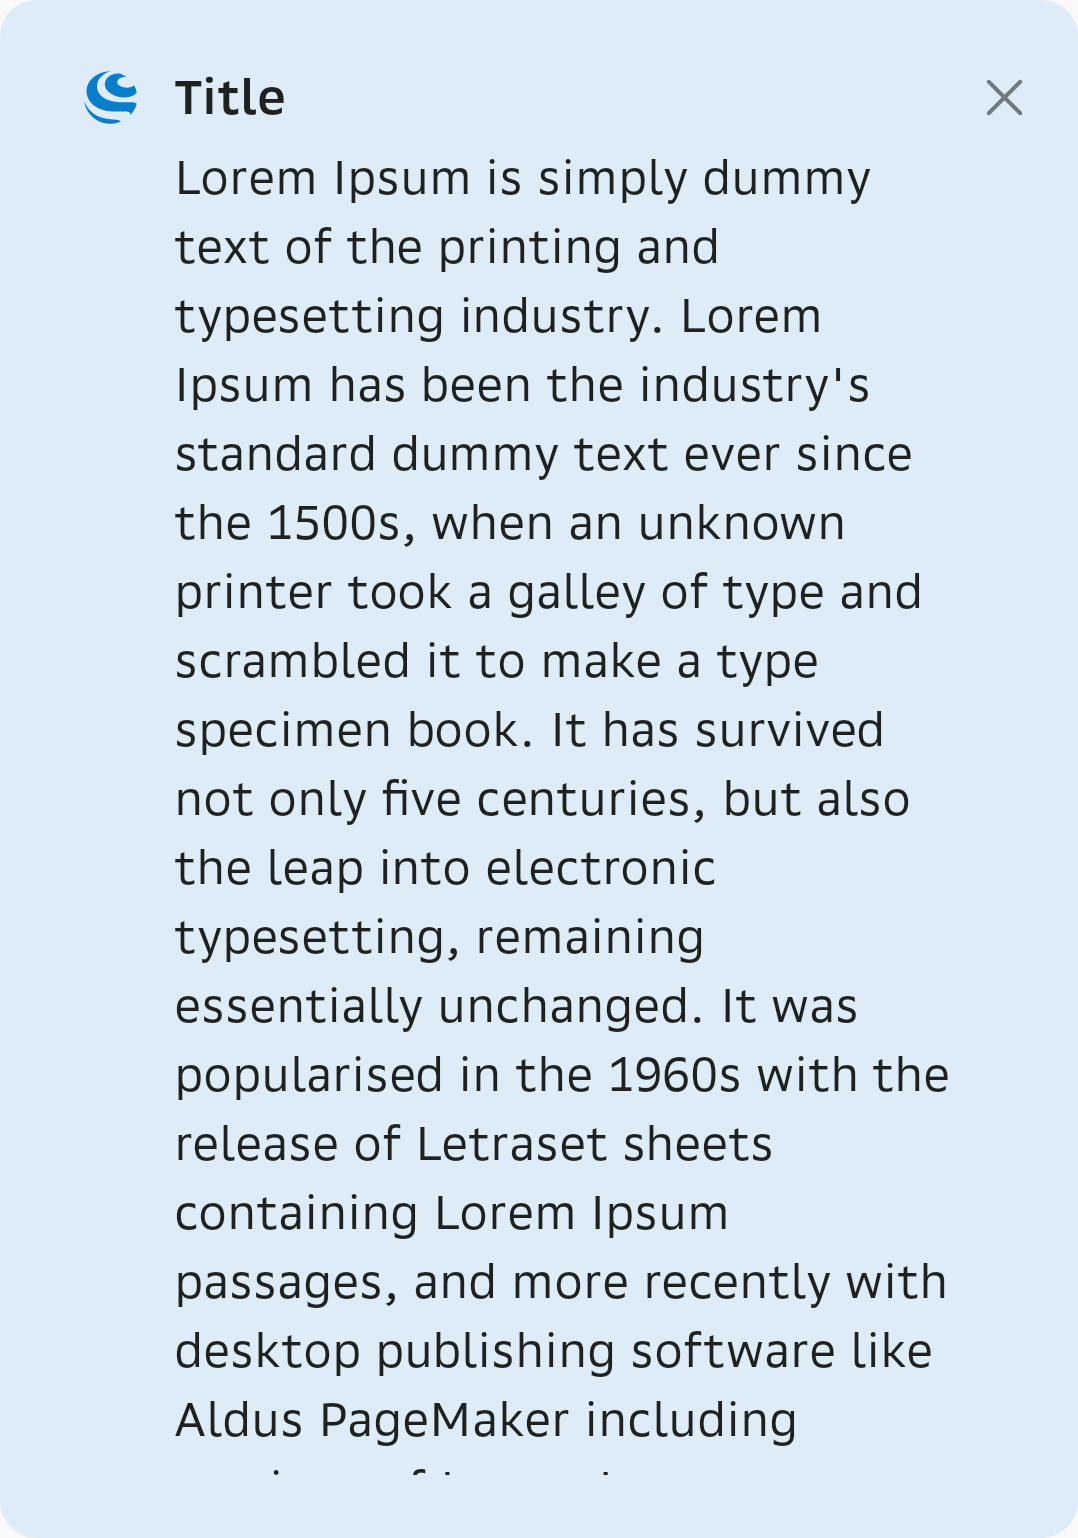 Title
Lorem Ipsum is simply dummy
text of the printing and
typesetting industry. Lorem
Ipsum has been the industry's
standard dummy text ever since
the 1500s, when an unknown
printer took a galley of type and
scrambled it to make a type
specimen book. It has survived
not only five centuries, but also
the leap into electronic
typesetting, remaining
essentially unchanged. It was
popularised in the 1960s with the
release of Letraset sheets
containing Lorem Ipsum
passages, and more recently with
desktop publishing software like
Aldus PageMaker including